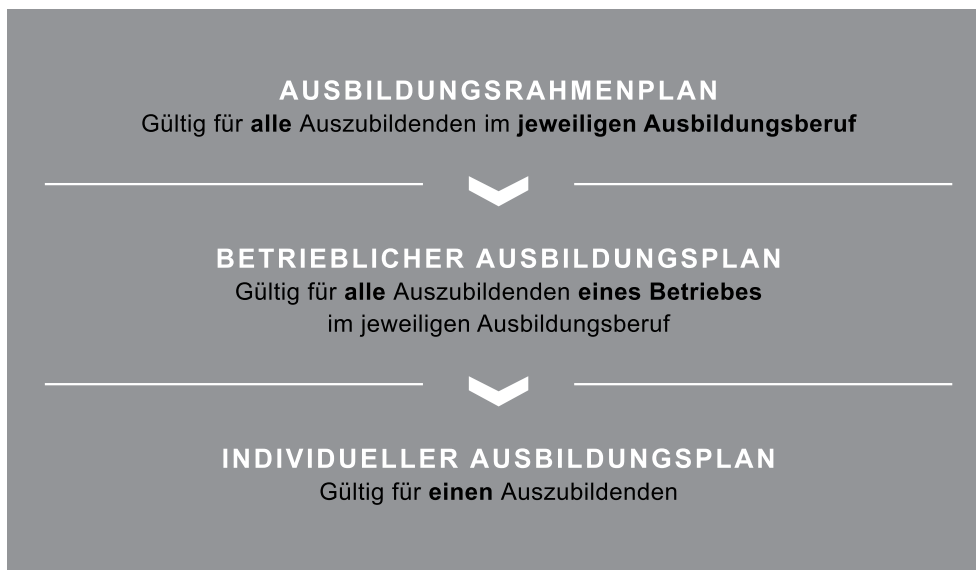 AUSBILDUNGSRAHMENPLAN
Gültig für alle Auszubildenden im jeweiligen Ausbildungsberuf
BETRIEBLICHER AUSBILDUNGSPLAN
Gültig für alle Auszubildenden eines Betriebes
im jeweiligen Ausbildungsberuf
INDIVIDUELLER AUSBILDUNGSPLAN
Gültig für einen Auszubildenden